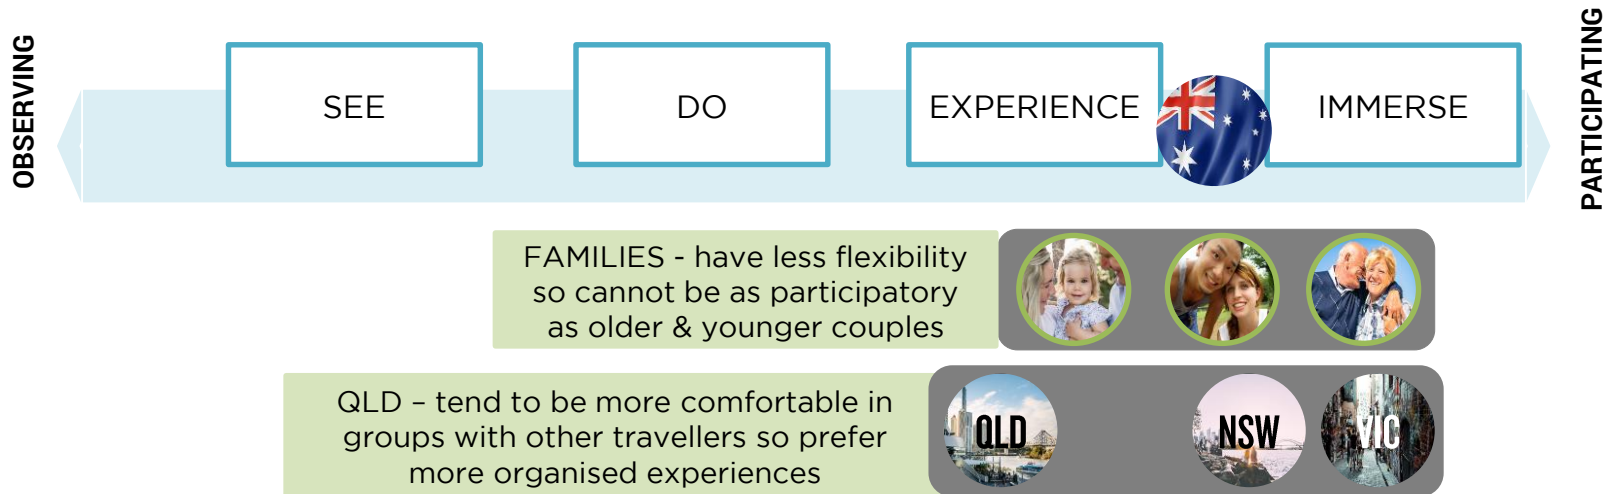 OBSERVING
SEE
DO
EXPERIENCE
IMMERSE
PARTICIPATING
FAMILIES - have less flexibility
so cannot be as participatory
as older & younger couples
QLD – tend to be more comfortable in
groups with other travellers so prefer
more organised experiences
QLD
NSW
VIC